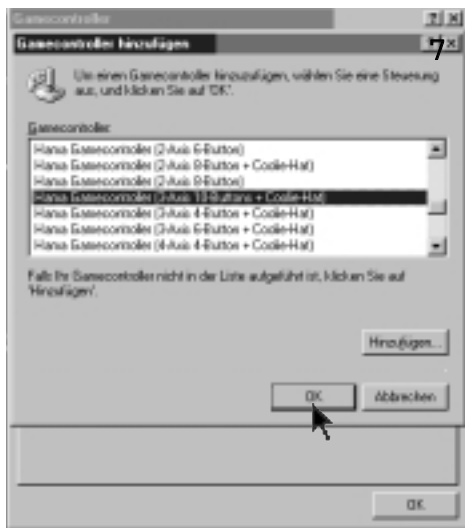 Gamecontroller
7
Gamecontroller hinzufügen
Um einen Gamecontroller hinzuzufügen, wählen Sie eine Steuerung
aus, und klicken Sie auf 'OK'.
Gamecontroller:
Hama Gamecontroller (2-Axis 6-Button)
Hama Gamecontroller (2-Axis 8-Button + Coolie-Hat)
Hama Gamecontroller (2-Axis 8-Button)
Hama Gamecontroller (3-Axis 10-Buttons + Coolie-Hat)
Hama Gamecontroller (3-Axis 4-Button + Coolie-Hat)
Hama Gamecontroller (3-Axis 6-Button + Coolie-Hat)
Hama Gamecontroller (4-Axis 4-Button + Coolie-Hat)
Falls Ihr Gamecontroller nicht in der Liste aufgeführt ist, klicken Sie auf
'Hinzufügen'.
Hinzufügen...
OK
Abbrechen
OK